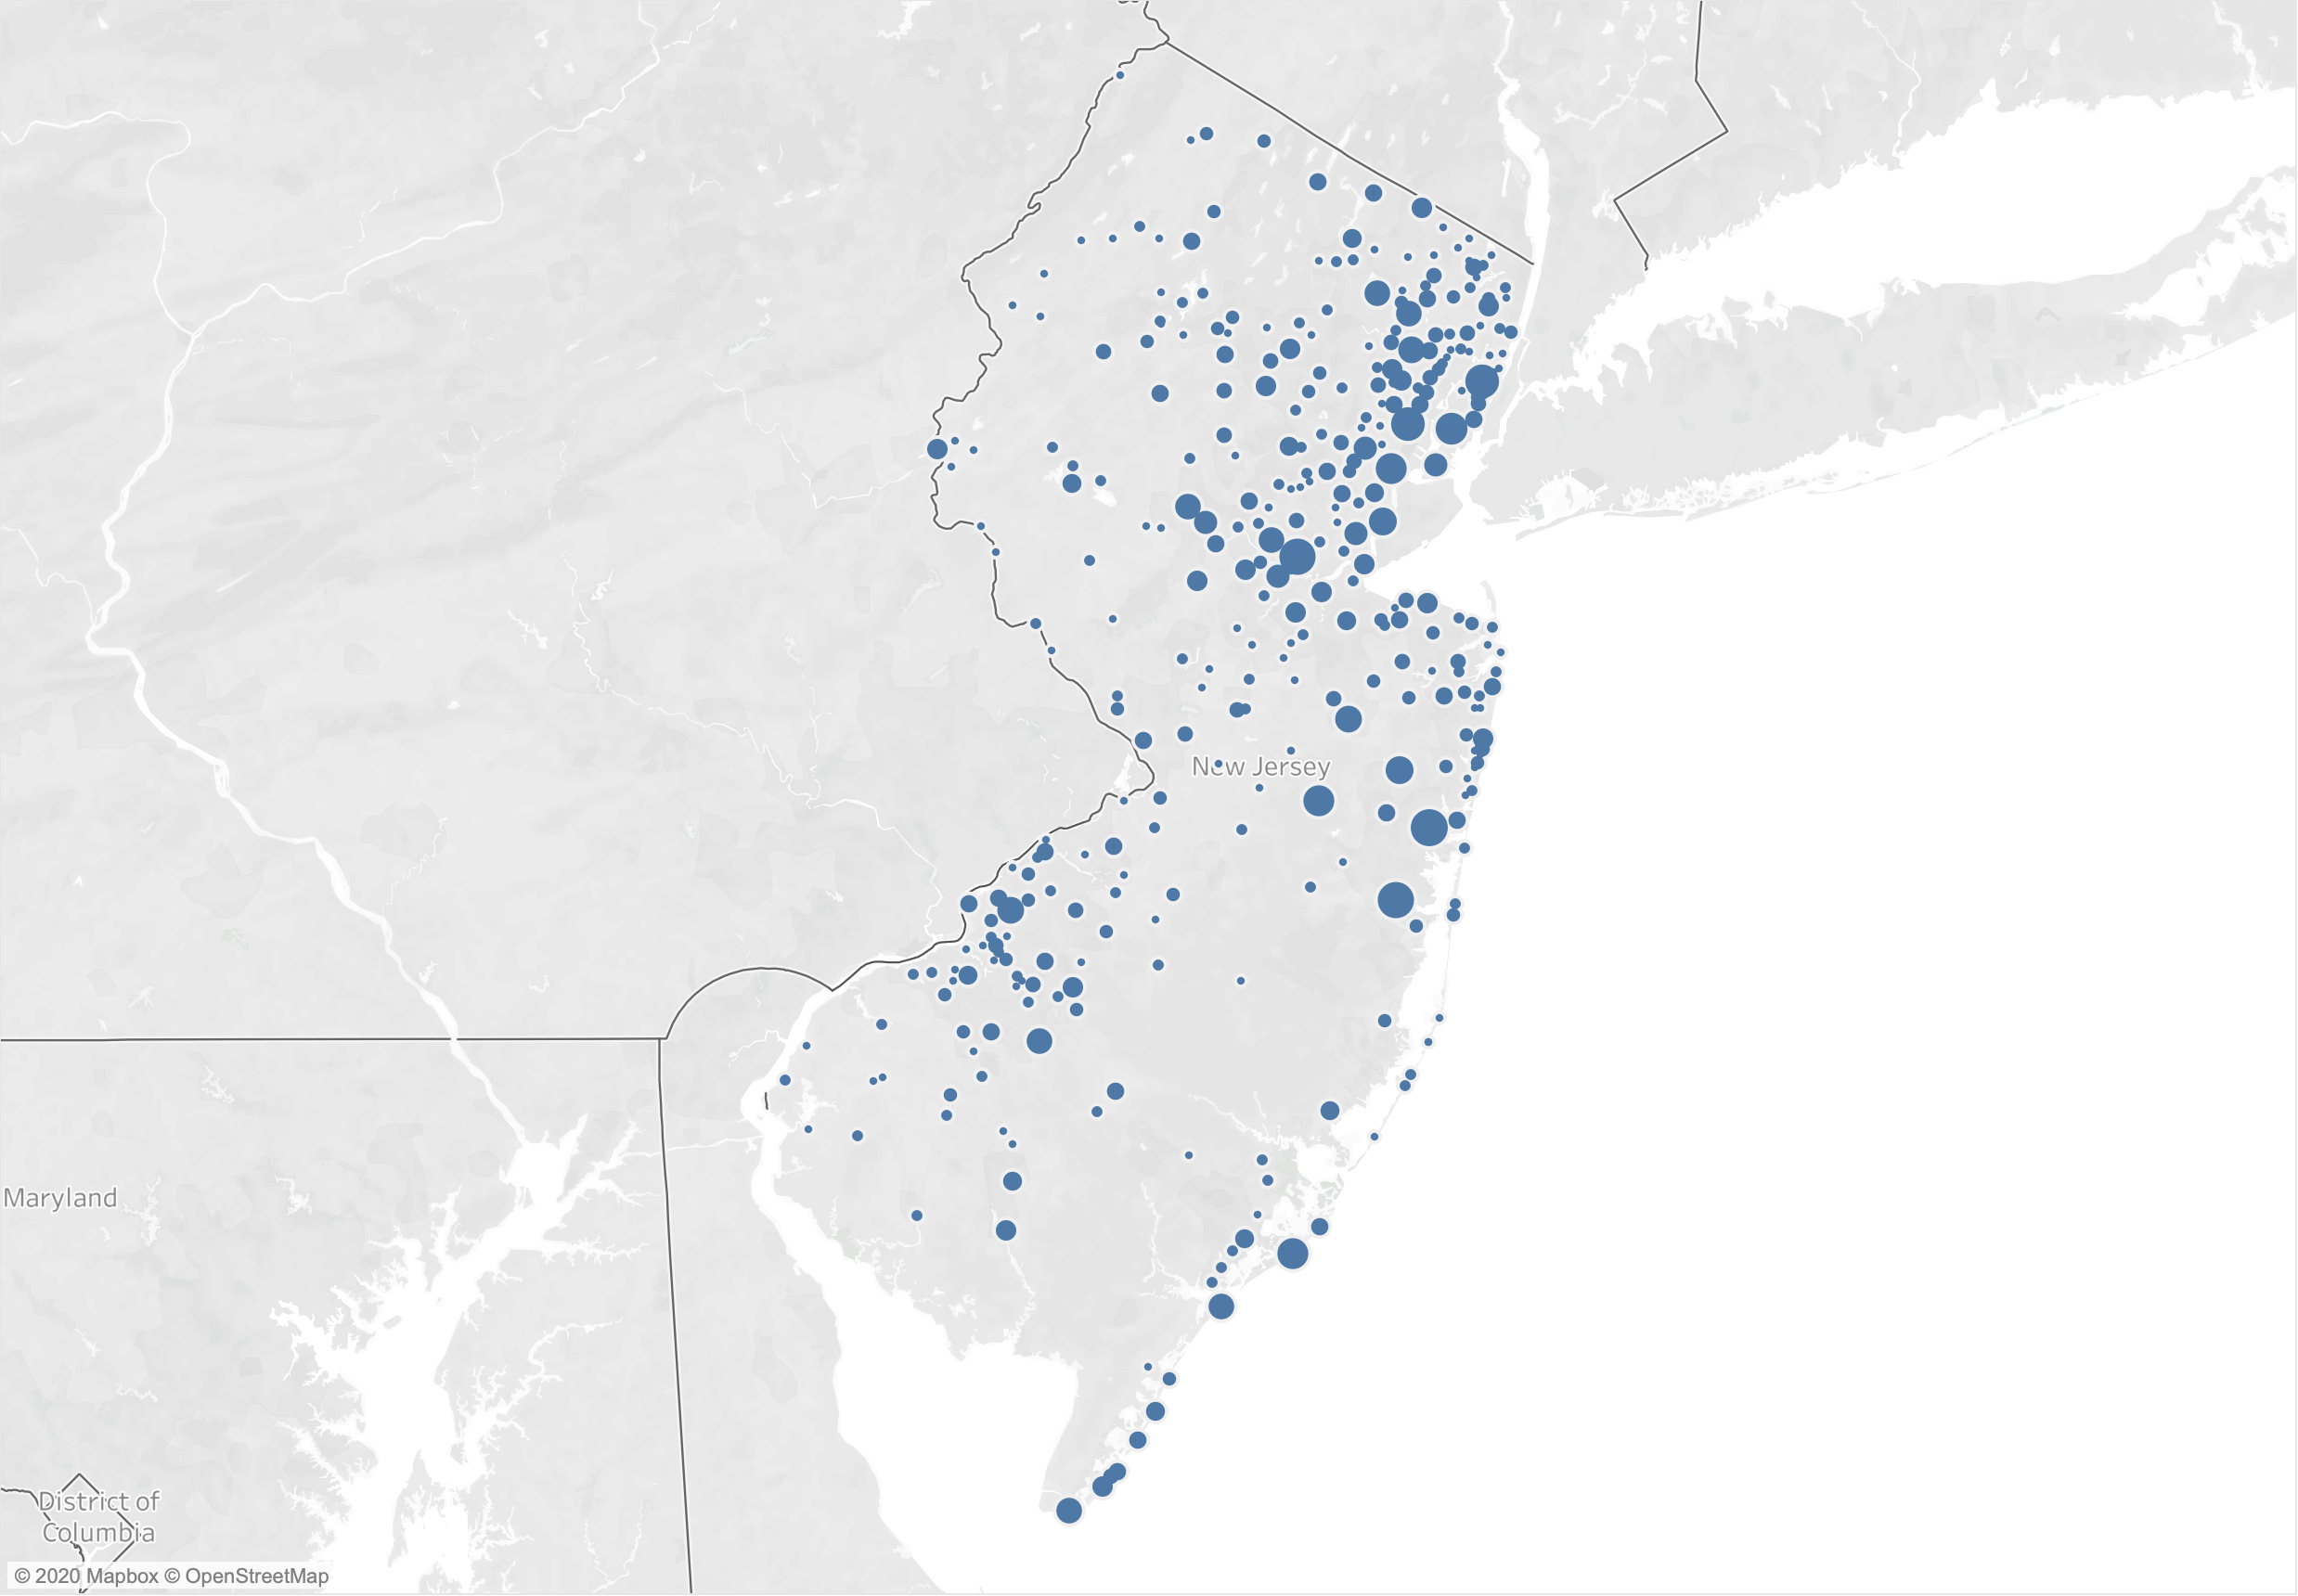 New Jersey
Maryland
District of
Columbia
© 2020 Mapbox © OpenStreetMap